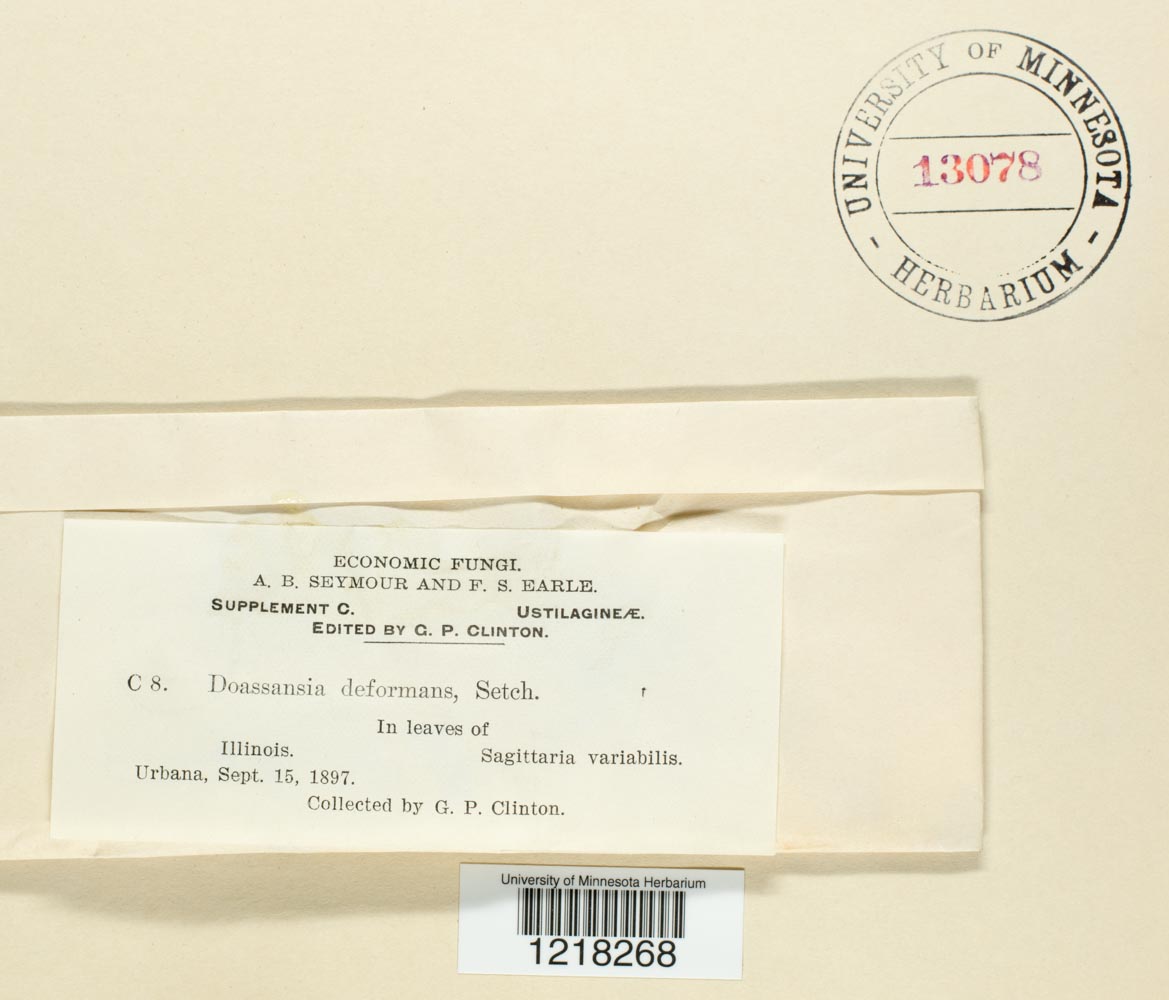 UNIVERSITY OF MINNESOTA
13078
- HERBARIUM -
ECONOMIC FUNGI.
A. B. SEYMOUR AND F. S. EARLE.
SUPPLEMENT C. USTILAGINEÆ.
EDITED BY G. P. CLINTON.
C 8. Doassansia deformans, Setch.
In leaves of
Illinois. Sagittaria variabilis.
Urbana, Sept. 15, 1897.
Collected by G. P. Clinton.
University of Minnesota Herbarium
1218268